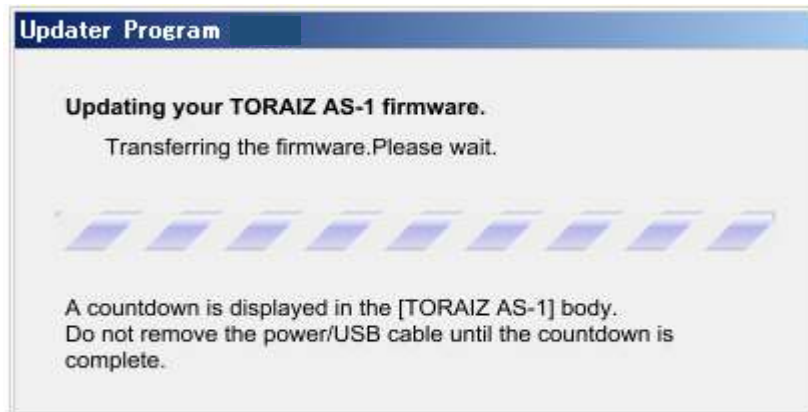 Updater Program
Updating your TORAIZ AS-1 firmware.
Transferring the firmware.Please wait.
A countdown is displayed in the [TORAIZ AS-1] body.
Do not remove the power/USB cable until the countdown is
complete.